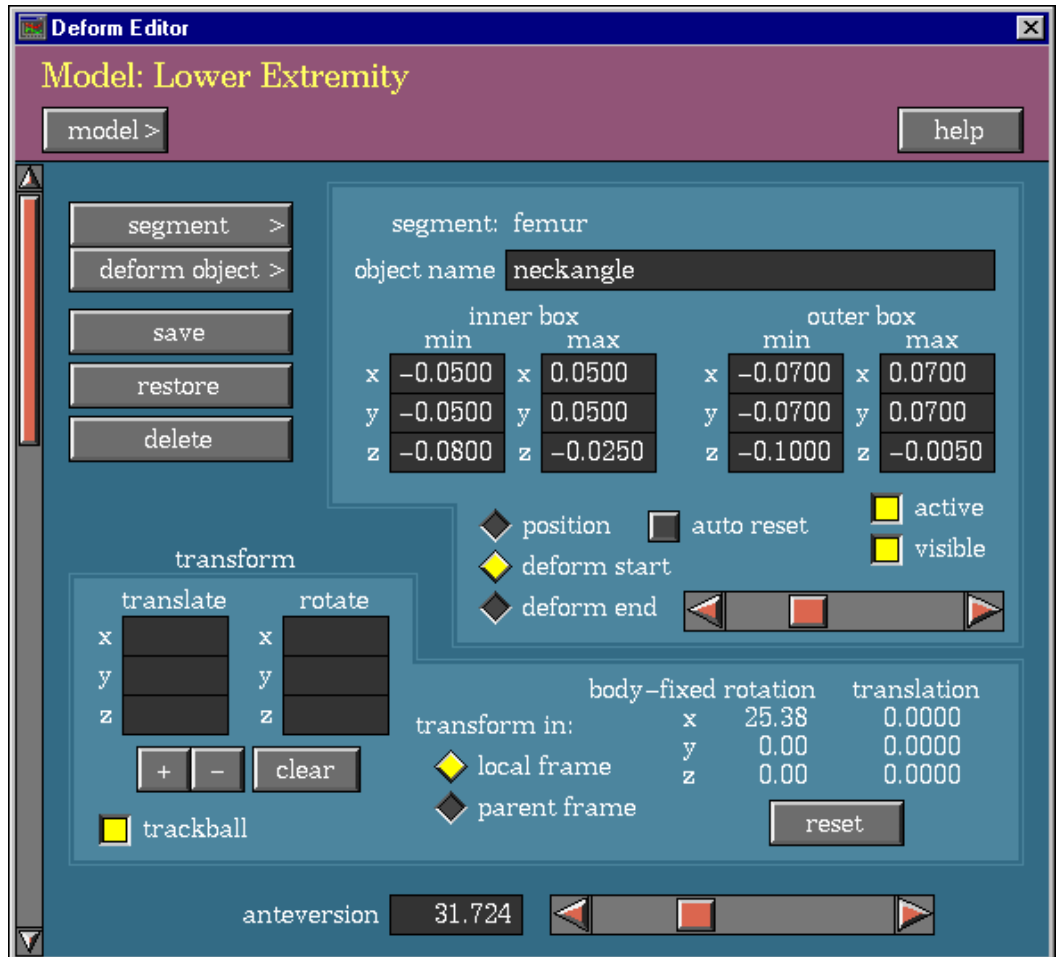 Deform Editor
Model: Lower Extremity
model >
help
segment >
deform object >
save
restore
delete
segment: femur
object name neckangle
inner box outer box
min max min max
x −0.0500 x 0.0500 x −0.0700 x 0.0700
y −0.0500 y 0.0500 y −0.0700 y 0.0700
z −0.0800 z −0.0250 z −0.1000 z −0.0050
position auto reset active
deform start visible
deform end
transform
translate rotate
x x
y y
z z
+ − clear
trackball
body−fixed rotation translation
transform in: x 25.38 0.0000
local frame y 0.00 0.0000
parent frame z 0.00 0.0000
reset
anteversion 31.724